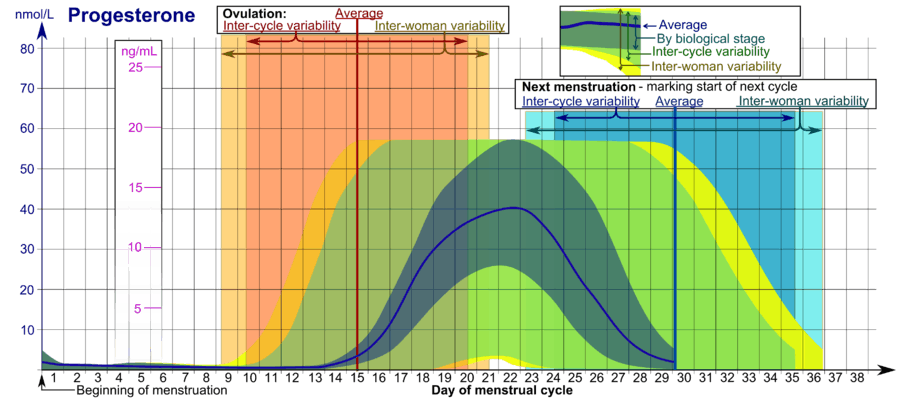 nmol/L
Progesterone
Ovulation:
Average
Inter-cycle variability
Inter-woman variability
Average
By biological stage
Inter-cycle variability
Inter-woman variability
Next menstruation - marking start of next cycle
Inter-cycle variability
Average
Inter-woman variability
80
70
60
50
40
30
20
10
ng/mL
25
20
15
10
5
1 2 3 4 5 6 7 8 9 10 11 12 13 14 15 16 17 18 19 20 21 22 23 24 25 26 27 28 29 30 31 32 33 34 35 36 37 38
Beginning of menstruation
Day of menstrual cycle